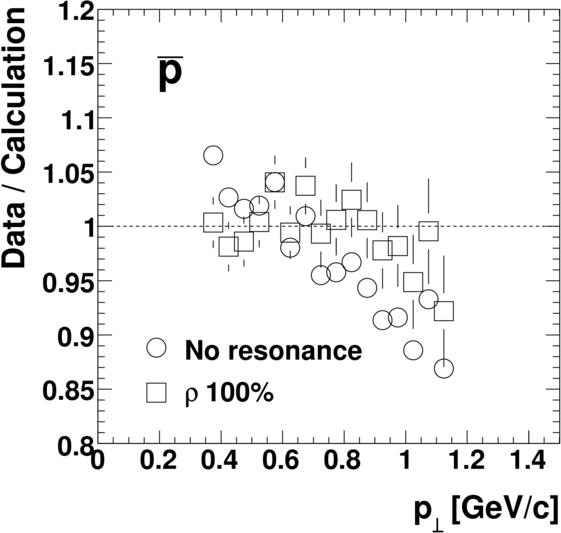 Data / Calculation
1.2
1.15
1.1
1.05
1
0.95
0.9
0.85
0.8
p̅
No resonance
ρ 100%
0 0.2 0.4 0.6 0.8 1 1.2 1.4
p⊥ [GeV/c]